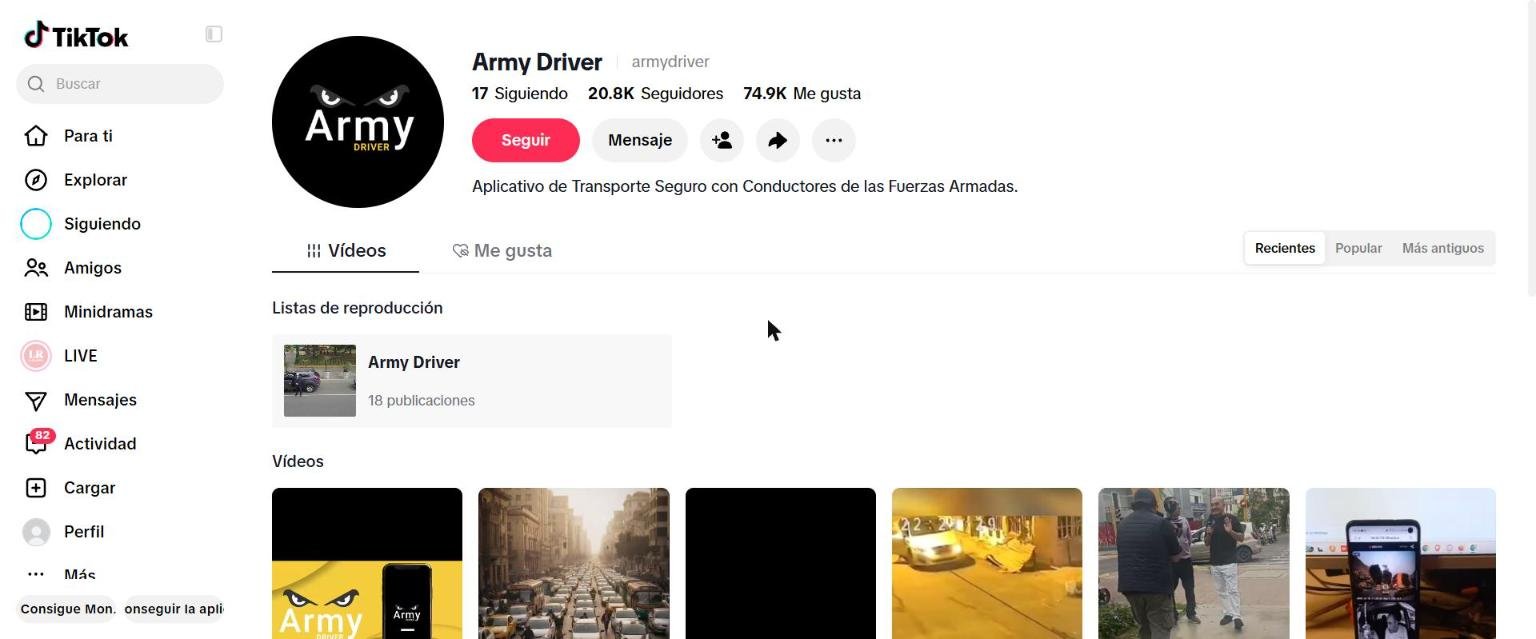 TikTok
Buscar
Para ti
Explorar
Siguiendo
Amigos
Minidramas
LIVE
Mensajes
82
Actividad
Cargar
Perfil
Más
Consigue Mon.
onseguir la apli
Army
DRIVER
Army Driver armydriver
17 Siguiendo 20.8K Seguidores 74.9K Me gusta
Seguir Mensaje
Aplicativo de Transporte Seguro con Conductores de las Fuerzas Armadas.
Vídeos Me gusta
Recientes Popular Más antiguos
Listas de reproducción
Army Driver
18 publicaciones
Vídeos
Army
DRIVER
Army